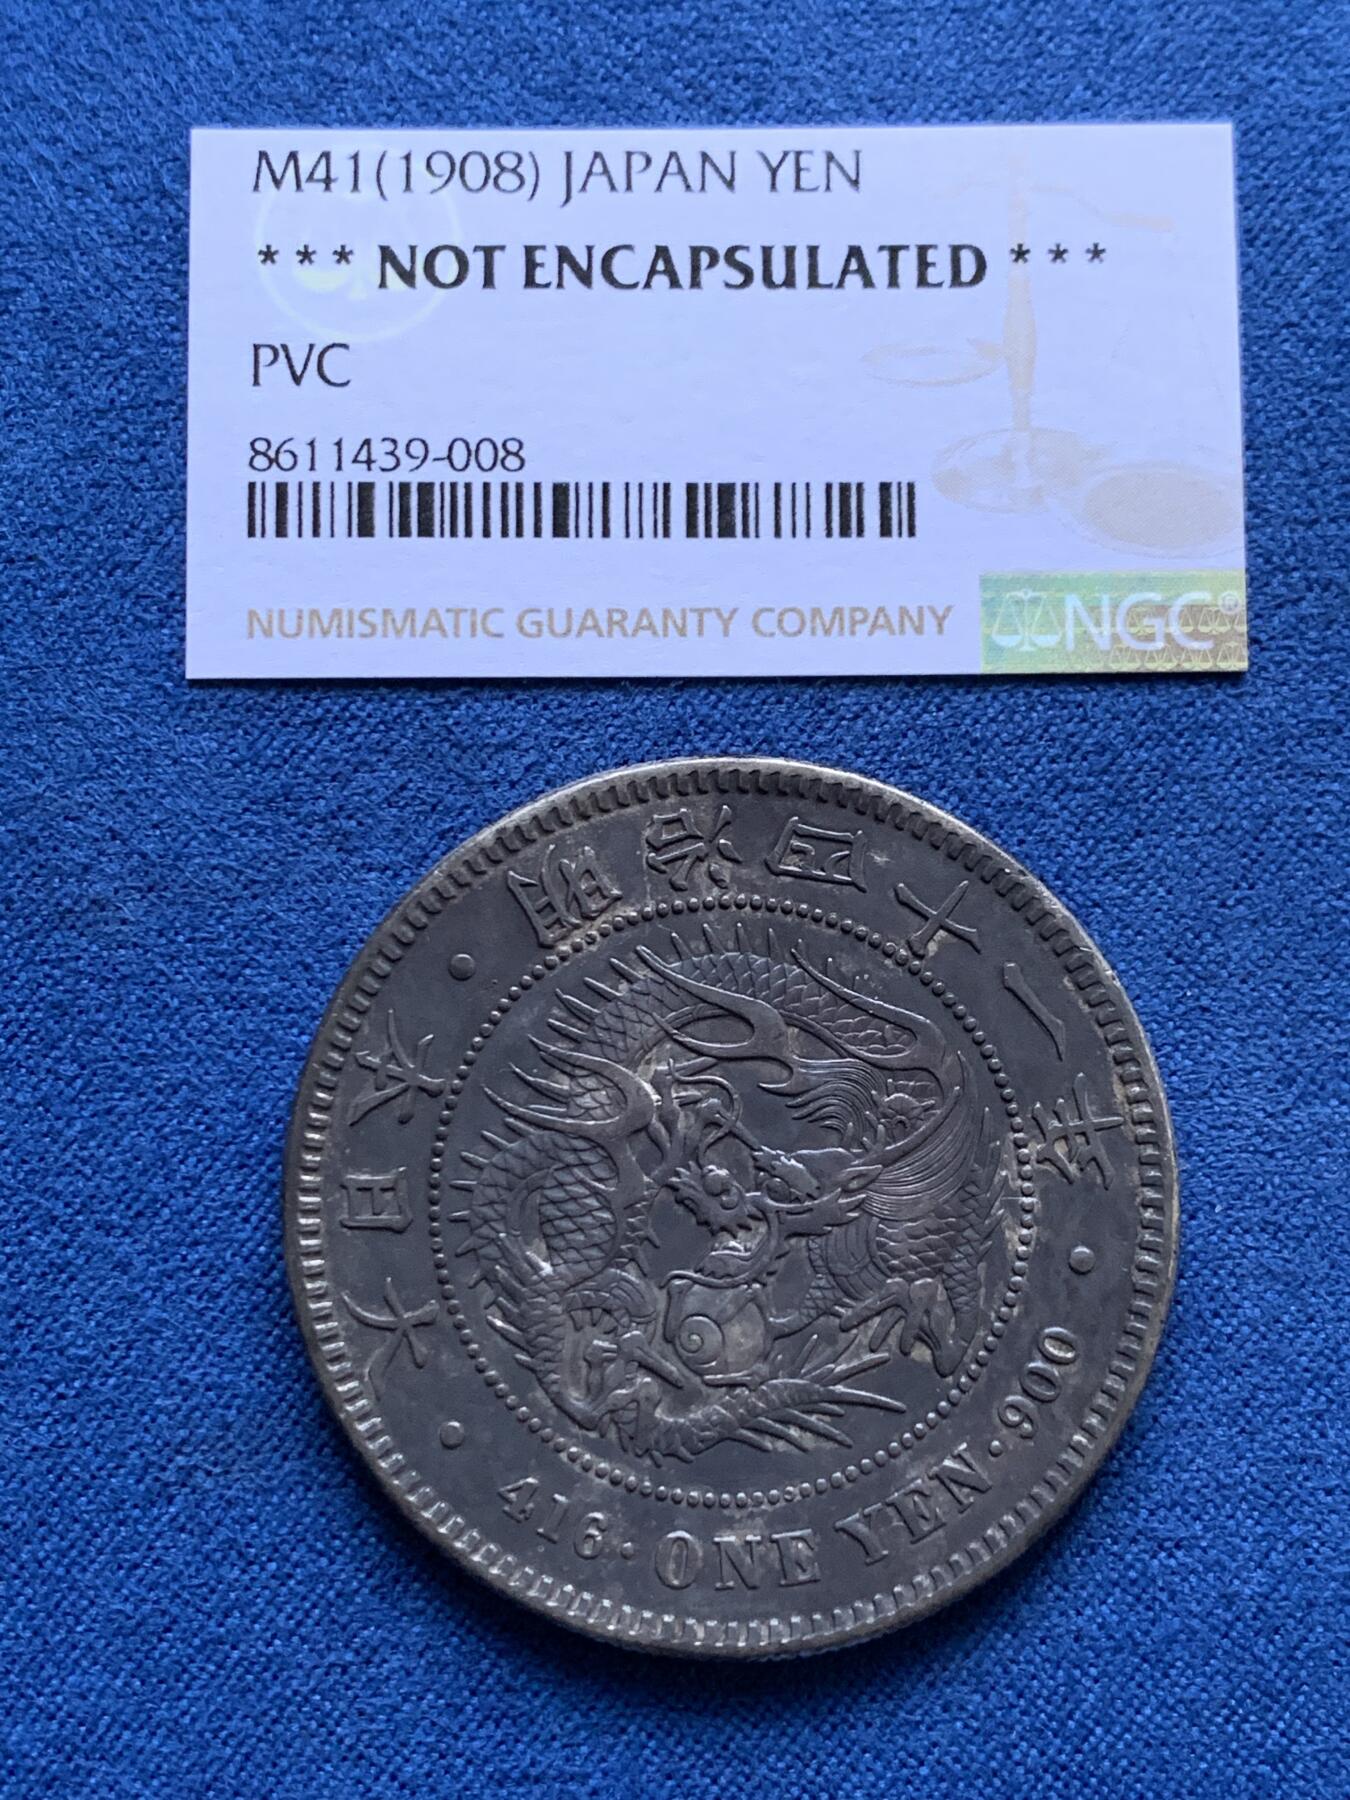 M41(1908) JAPAN YEN
*** NOT ENCAPSULATED ***
PVC
8611439-008
NUMISMATIC GUARANTY COMPANY
NGC®
大日本・明治四十一年・
416・ONE YEN・900